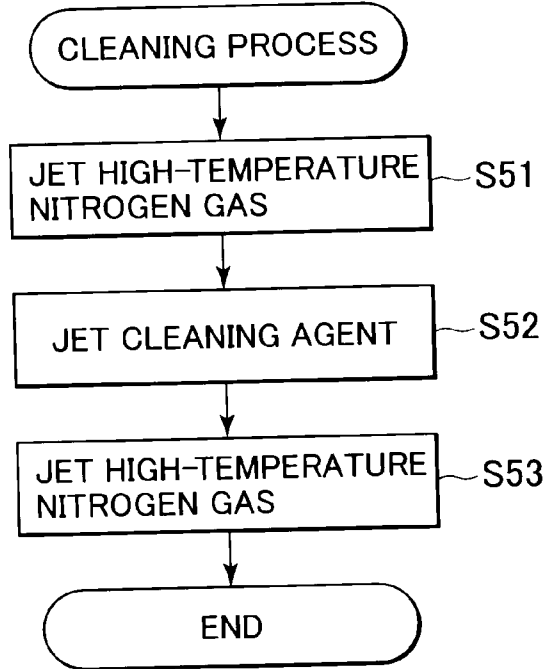 CLEANING PROCESS
JET HIGH-TEMPERATURE
NITROGEN GAS
S51
JET CLEANING AGENT
S52
JET HIGH-TEMPERATURE
NITROGEN GAS
S53
END